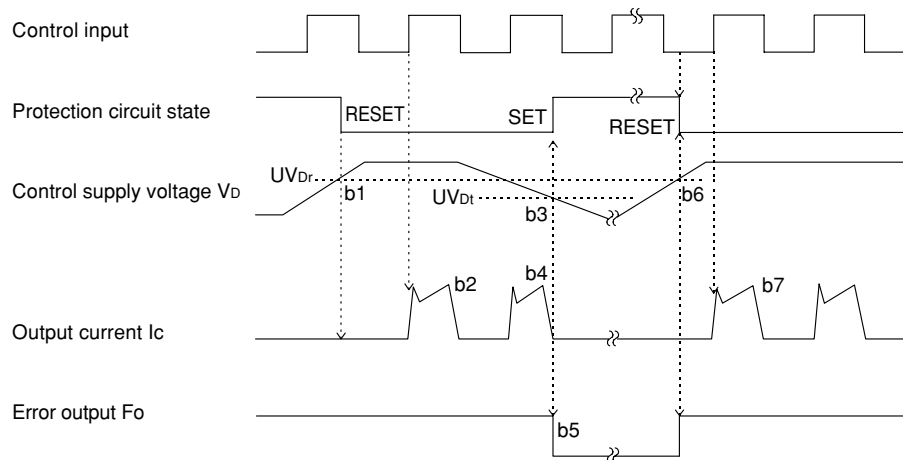 Control input
Protection circuit state
RESET
SET
RESET
Control supply voltage VD
UVDr
b1
UVDt
b3
b6
b2
b4
b7
Output current Ic
Error output Fo
b5